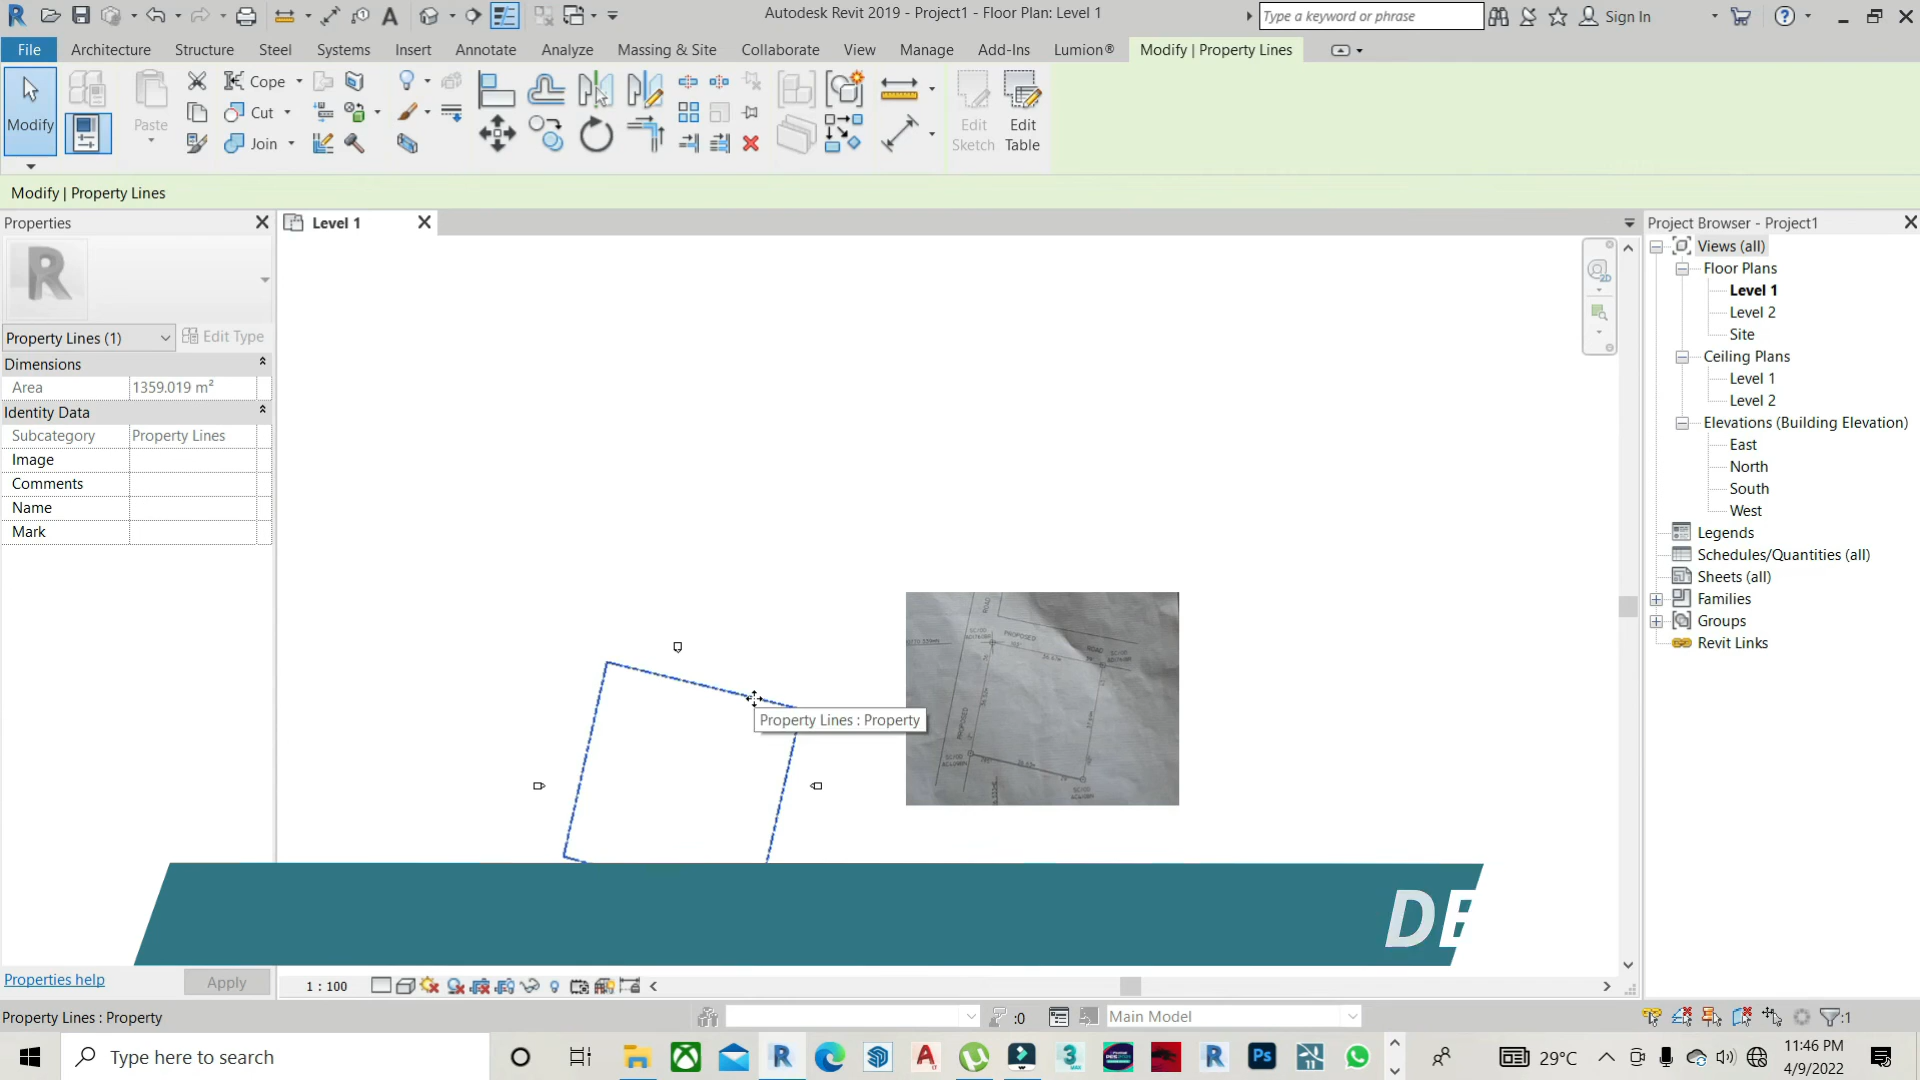 Autodesk Revit 2019 - Project1 - Floor Plan: Level 1
Type a keyword or phrase
Sign In
File
Architecture
Structure
Steel
Systems
Insert
Annotate
Analyze
Massing & Site
Collaborate
View
Manage
Add-Ins
Lumion®
Modify | Property Lines
Modify
Paste
Cope
Cut
Join
Edit Sketch
Edit Table
Modify | Property Lines
Properties
Level 1
Project Browser - Project1
Property Lines (1)
Edit Type
Dimensions
Area 1359.019 m²
Identity Data
Subcategory Property Lines
Image
Comments
Name
Mark
Views (all)
Floor Plans
Level 1
Level 2
Site
Ceiling Plans
Level 1
Level 2
Elevations (Building Elevation)
East
North
South
West
Legends
Schedules/Quantities (all)
Sheets (all)
Families
Groups
Revit Links
Property Lines : Property
ROAD
PROPOSED
ROAD
PROPOSED
DE
Properties help
Apply
1 : 100
Property Lines : Property
:0
Main Model
:1
Type here to search
29°C
11:46 PM
4/9/2022